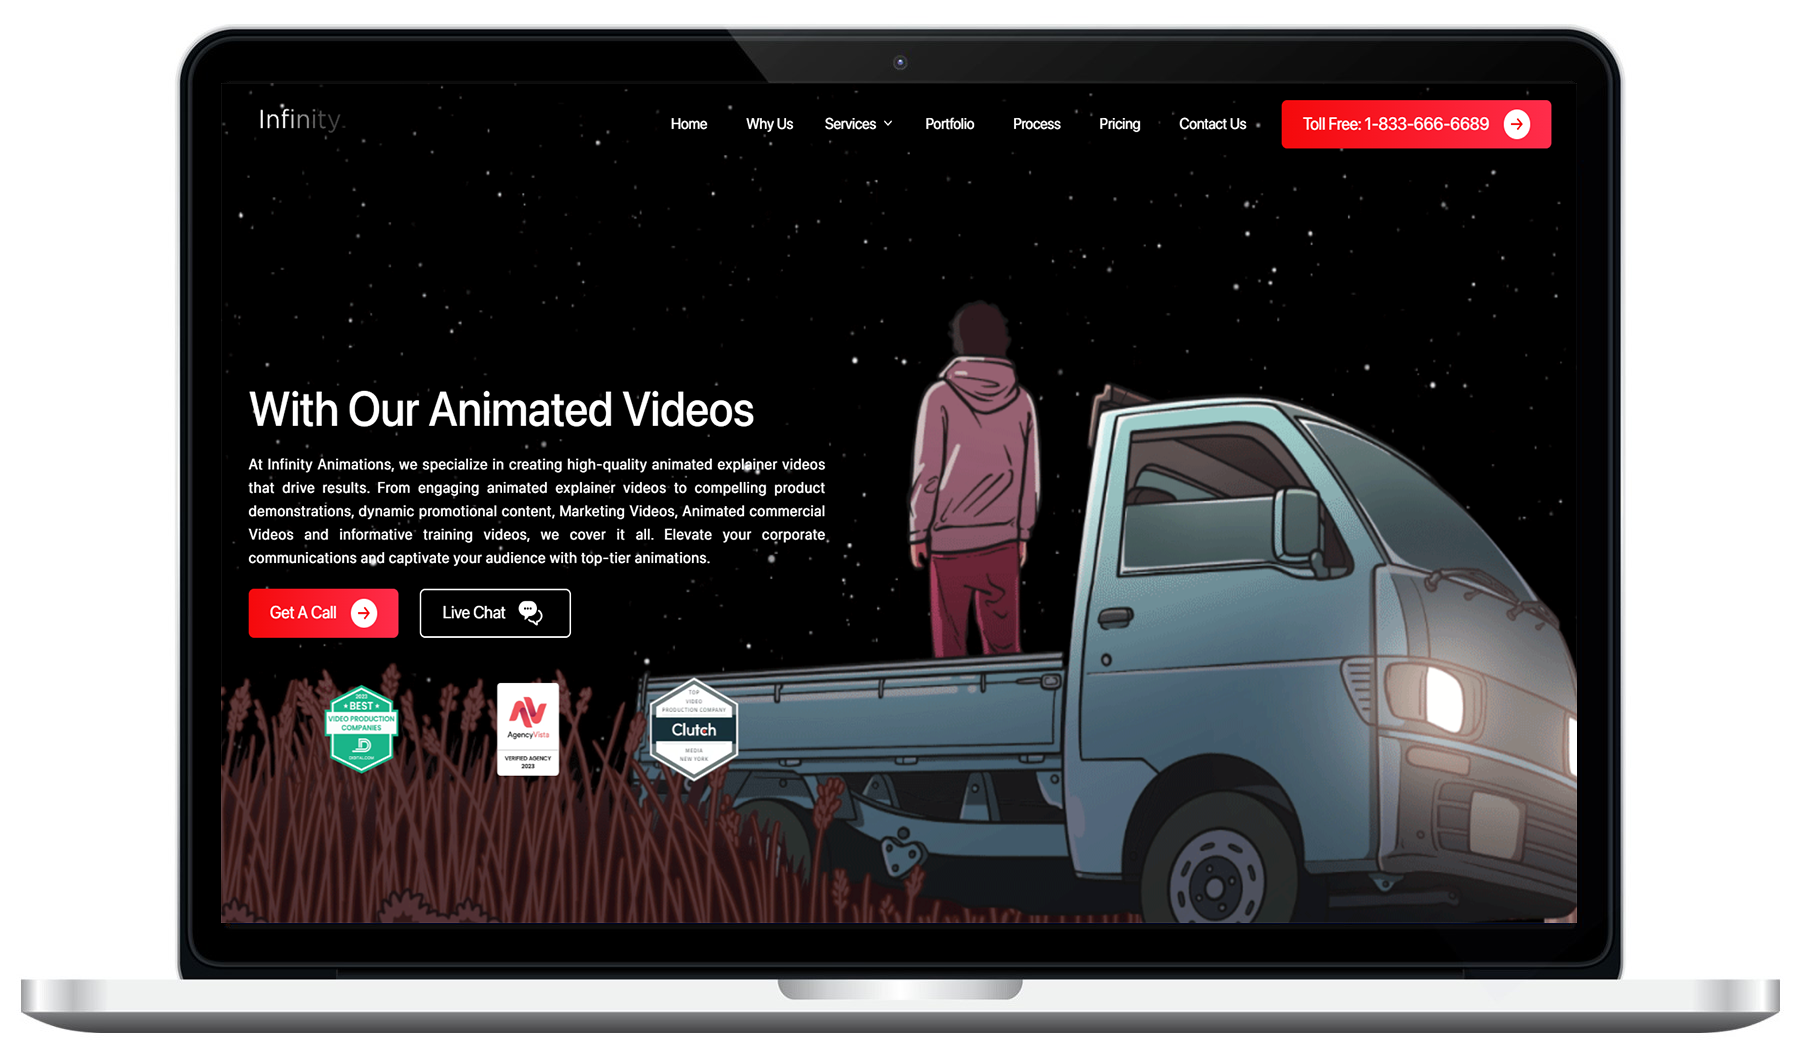 Infinity
Home Why Us Services Portfolio Process Pricing Contact Us Toll Free: 1-833-666-6689
With Our Animated Videos
At Infinity Animations, we specialize in creating high-quality animated explainer videos
that drive results. From engaging animated explainer videos to compelling product
demonstrations, dynamic promotional content, Marketing Videos, Animated commercial
Videos and informative training videos, we cover it all. Elevate your corporate
communications and captivate your audience with top-tier animations.
Get A Call Live Chat
2023
BEST
VIDEO PRODUCTION
COMPANIES
DIGITAL.COM
AgencyVista
VERIFIED AGENCY
2023
TOP
VIDEO
PRODUCTION COMPANY
Clutch
MEDIA
NEW YORK